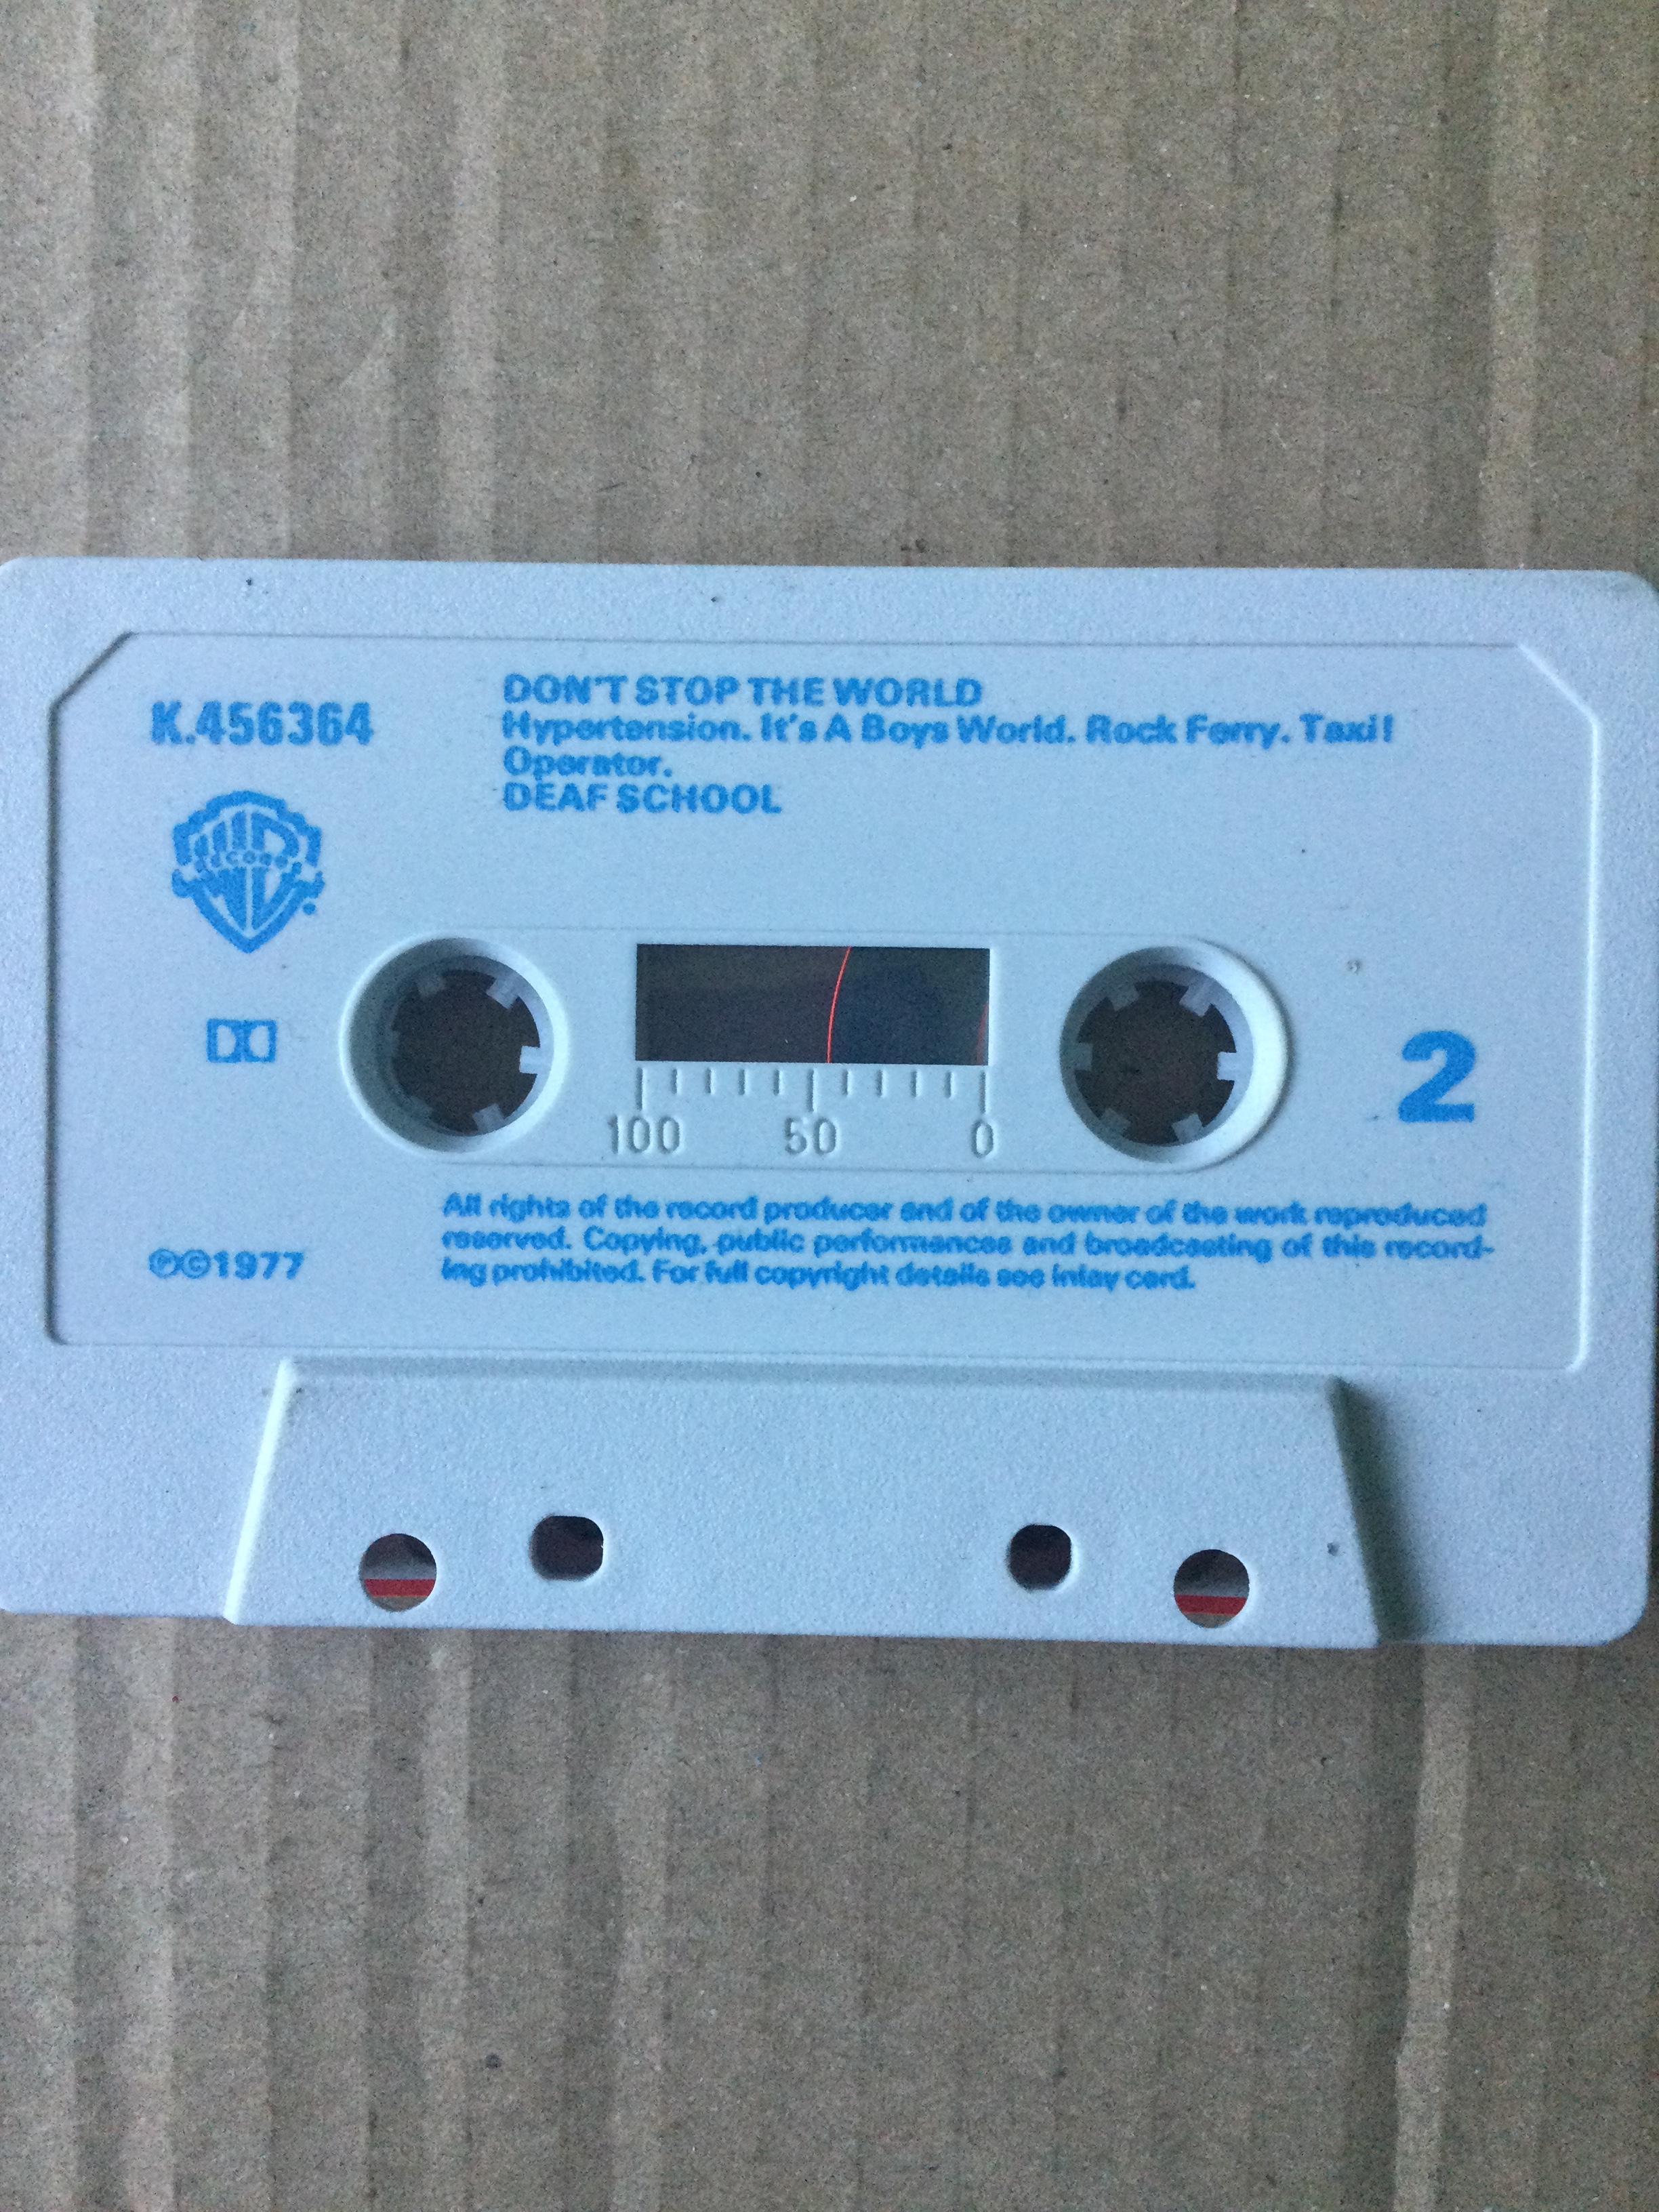 K.456364
DON'T STOP THE WORLD
Hypertension. It's A Boys World. Rock Ferry. Taxi!
Operator.
DEAF SCHOOL
RECORDS
100 50 0
2
℗©1977
All rights of the record producer and of the owner of the work reproduced
reserved. Copying, public performances and broadcasting of this record-
ing prohibited. For full copyright details see inlay card.